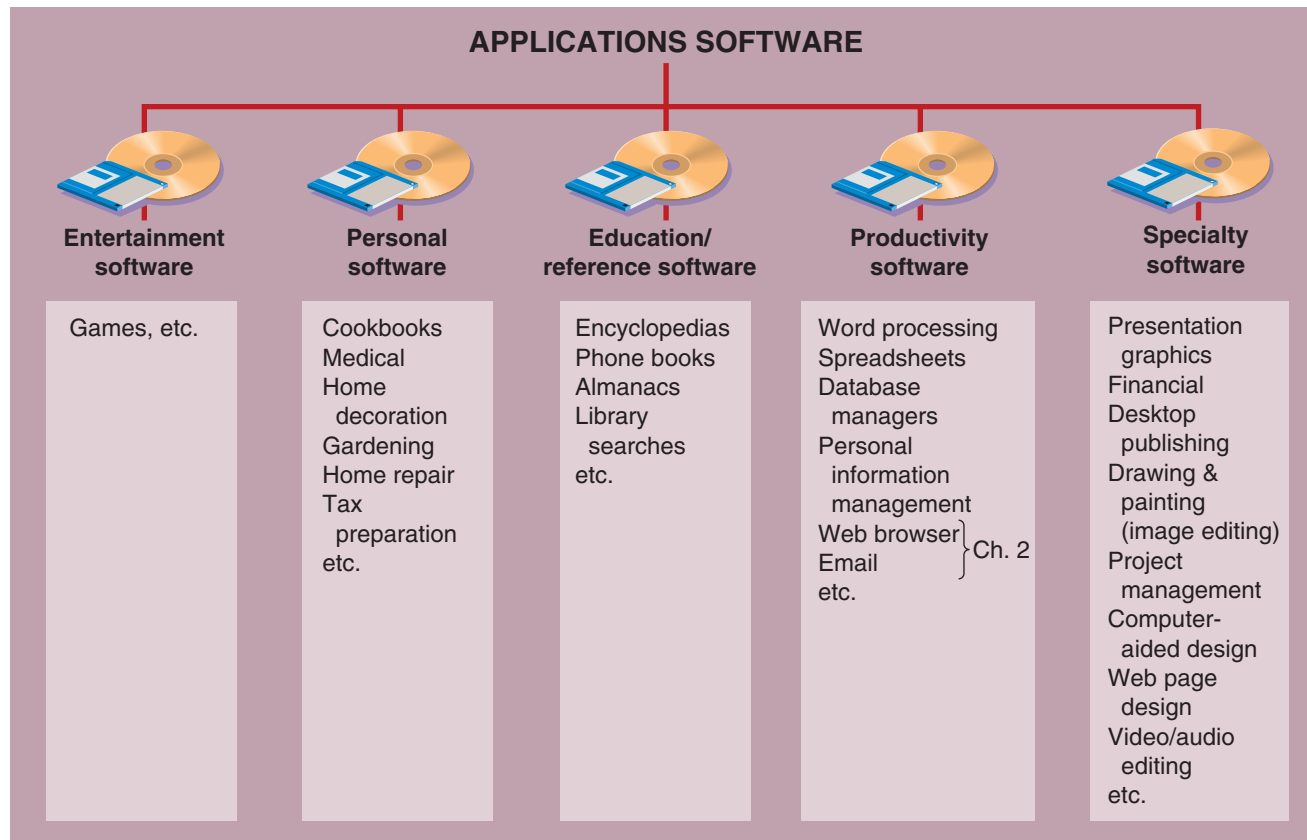 APPLICATIONS SOFTWARE
Entertainment
software
Games, etc.
Personal
software
Cookbooks
Medical
Home
decoration
Gardening
Home repair
Tax
preparation
etc.
Education/
reference software
Encyclopedias
Phone books
Almanacs
Library
searches
etc.
Productivity
software
Word processing
Spreadsheets
Database
managers
Personal
information
management
Web browser
Email
Ch. 2
etc.
Specialty
software
Presentation
graphics
Financial
Desktop
publishing
Drawing &
painting
(image editing)
Project
management
Computer-
aided design
Web page
design
Video/audio
editing
etc.